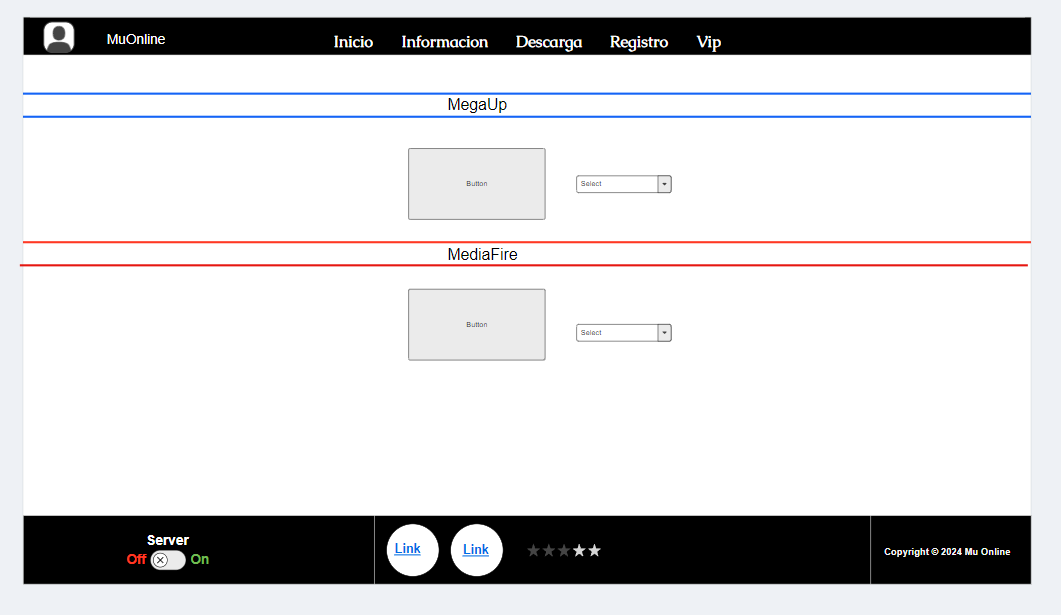 MuOnline
Inicio Informacion Descarga Registro Vip
MegaUp
Button
Select
MediaFire
Button
Select
Server
Off On
Link
Link
Copyright © 2024 Mu Online